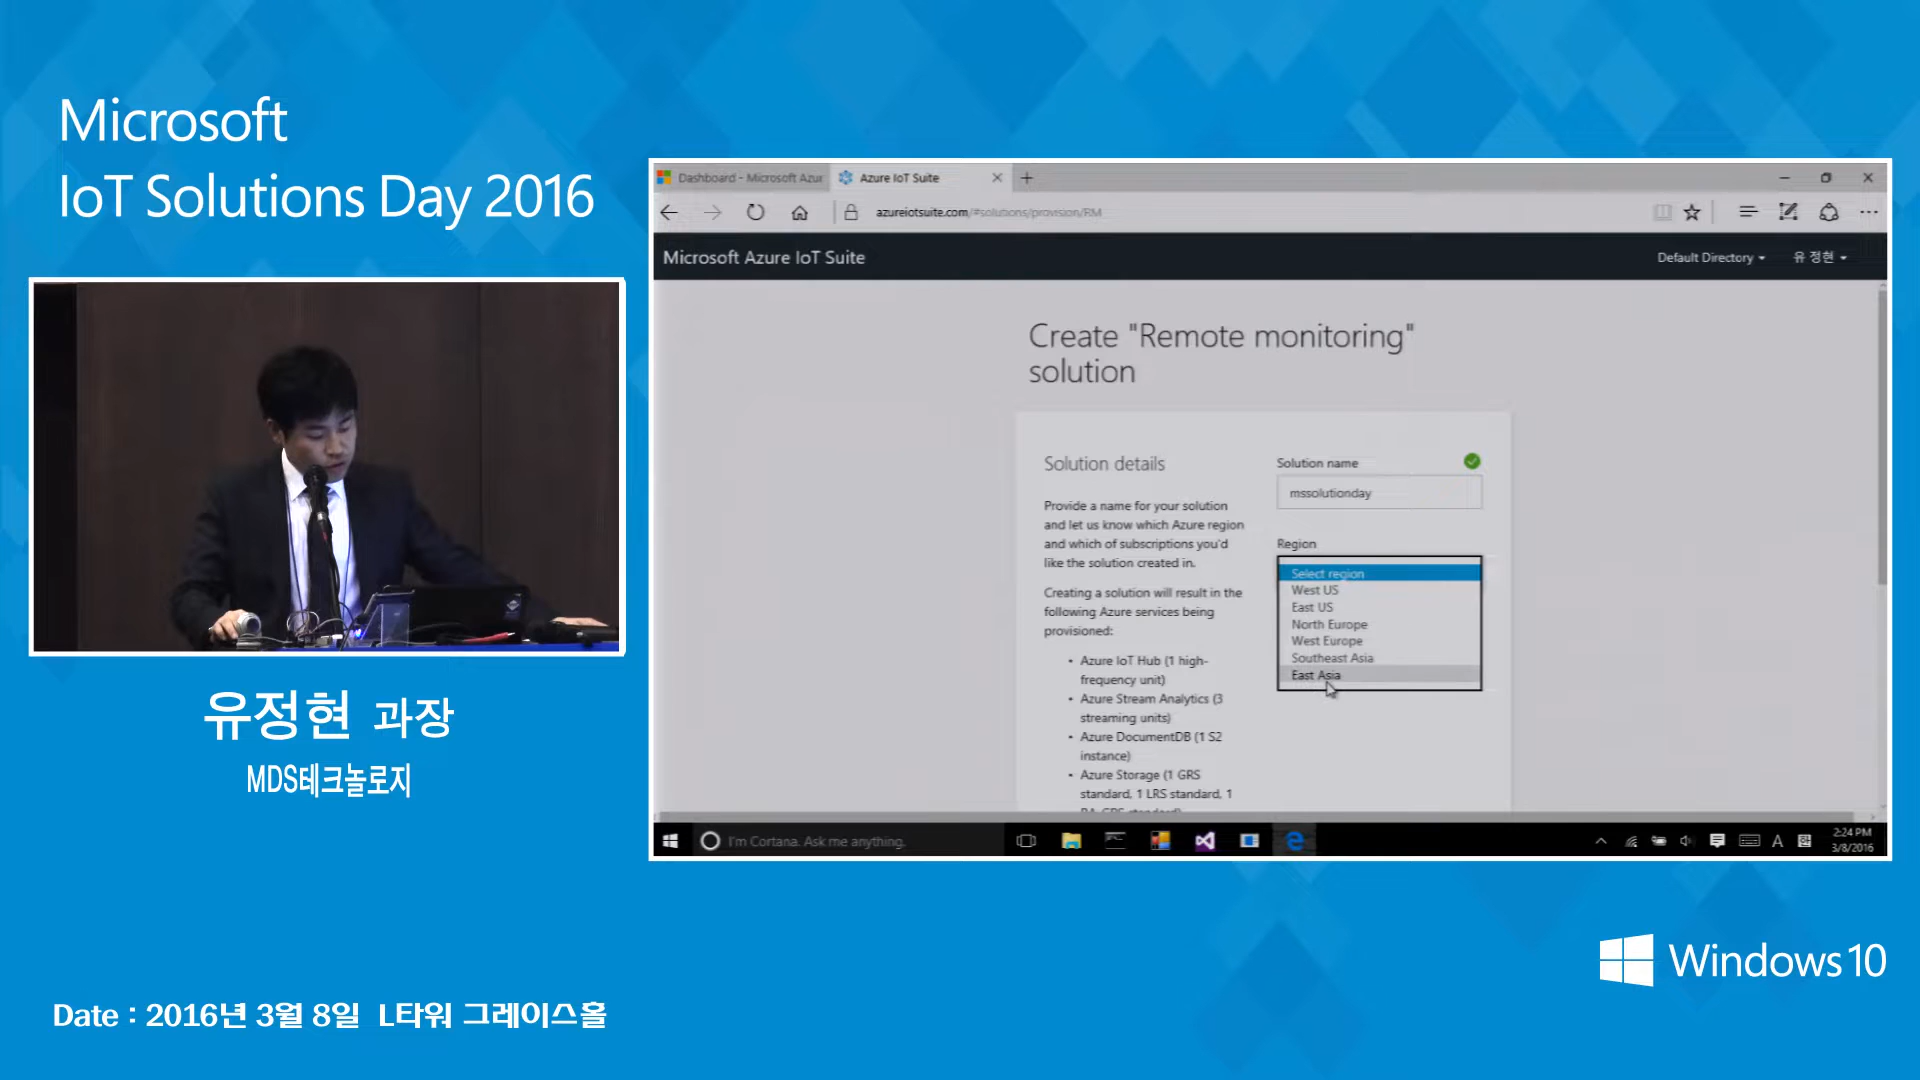 Microsoft
IoT Solutions Day 2016
유정현 과장
MDS테크놀로지
Date : 2016년 3월 8일 L타워 그레이스홀
Dashboard - Microsoft Azur
Azure IoT Suite
azureiotsuite.com/#solutions/provision/RM
Microsoft Azure IoT Suite
Default Directory
유 정현
Create "Remote monitoring"
solution
Solution details
Provide a name for your solution
and let us know which Azure region
and which of subscriptions you'd
like the solution created in.
Creating a solution will result in the
following Azure services being
provisioned:
• Azure IoT Hub (1 high-
frequency unit)
• Azure Stream Analytics (3
streaming units)
• Azure DocumentDB (1 S2
instance)
• Azure Storage (1 GRS
standard, 1 LRS standard, 1
RA-GRS standard)
Solution name
mssolutionday
Region
Select region
West US
East US
North Europe
West Europe
Southeast Asia
East Asia
I'm Cortana. Ask me anything.
A
2:24 PM
3/8/2016
Windows 10